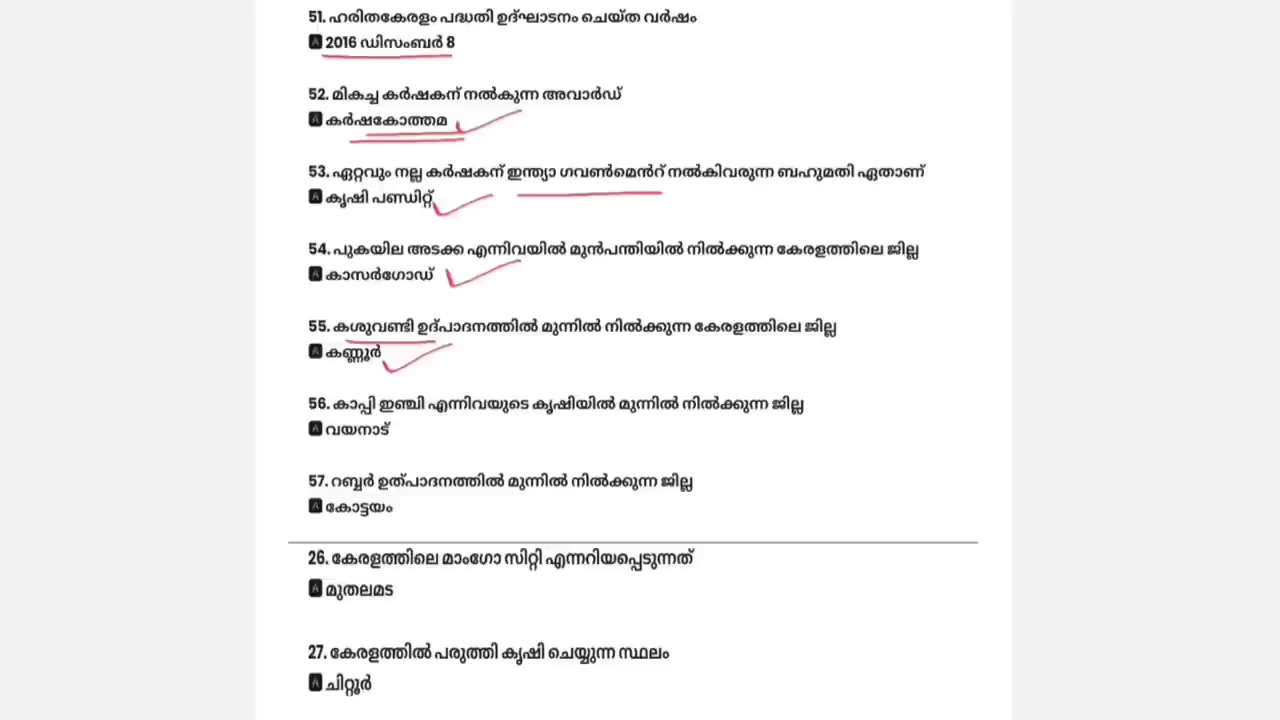 51. ഹരിതകേരളം പദ്ധതി ഉദ്ഘാടനം ചെയ്ത വർഷം
A 2016 ഡിസംബർ 8
52. മികച്ച കർഷകന് നൽകുന്ന അവാർഡ്
A കർഷകോത്തമ
53. ഏറ്റവും നല്ല കർഷകന് ഇന്ത്യാ ഗവൺമെൻറ് നൽകിവരുന്ന ബഹുമതി ഏതാണ്
A കൃഷി പണ്ഡിറ്റ്
54. പുകയില അടക്ക എന്നിവയിൽ മുൻപന്തിയിൽ നിൽക്കുന്ന കേരളത്തിലെ ജില്ല
A കാസർഗോഡ്
55. കശുവണ്ടി ഉദ്പാദനത്തിൽ മുന്നിൽ നിൽക്കുന്ന കേരളത്തിലെ ജില്ല
A കണ്ണൂർ
56. കാപ്പി ഇഞ്ചി എന്നിവയുടെ കൃഷിയിൽ മുന്നിൽ നിൽക്കുന്ന ജില്ല
A വയനാട്
57. റബ്ബർ ഉത്പാദനത്തിൽ മുന്നിൽ നിൽക്കുന്ന ജില്ല
A കോട്ടയം
26. കേരളത്തിലെ മാംഗോ സിറ്റി എന്നറിയപ്പെടുന്നത്
A മുതലമട
27. കേരളത്തിൽ പരുത്തി കൃഷി ചെയ്യുന്ന സ്ഥലം
A ചിറ്റൂർ